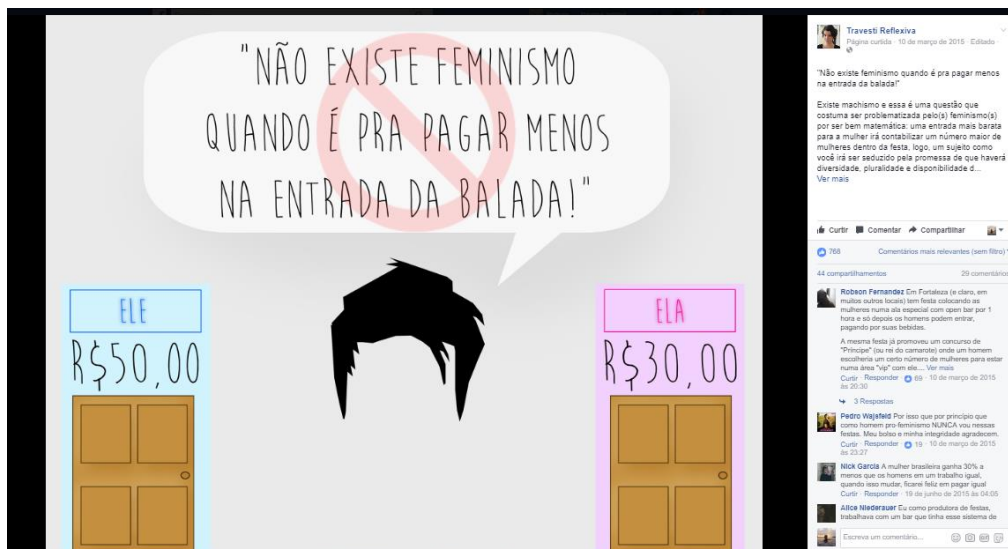 "NÃO EXISTE FEMINISMO
QUANDO É PRA PAGAR MENOS
NA ENTRADA DA BALADA!"
ELE
R$50,00
ELA
R$30,00
Travesti Reflexiva
Página curtida · 10 de março de 2015 · Editado ·
"Não existe feminismo quando é pra pagar menos
na entrada da balada!"
Existe machismo e essa é uma questão que
costuma ser problematizada pelo(s) feminismo(s)
por ser bem matemática: uma entrada mais barata
para a mulher irá contabilizar um número maior de
mulheres dentro da festa, logo, um sujeito como
você irá ser seduzido pela promessa de que haverá
diversidade, pluralidade e disponibilidade d...
Ver mais
Curtir Comentar Compartilhar
768 Comentários mais relevantes (sem filtro)
44 compartilhamentos 29 comentários
Robson Fernandez Em Fortaleza (e claro, em
muitos outros locais) tem festa colocando as
mulheres numa ala especial com open bar por 1
hora e só depois os homens podem entrar,
pagando por suas bebidas.
A mesma festa já promoveu um concurso de
"Príncipe" (ou rei do camarote) onde um homem
escolheria um certo número de mulheres para estar
numa área "vip" com ele.... Ver mais
Curtir · Responder · 69 · 10 de março de 2015
às 20:30
3 Respostas
Pedro Wajsfeld Por isso que por princípio que
como homem pro-feminismo NUNCA vou nessas
festas. Meu bolso e minha integridade agradecem.
Curtir · Responder · 19 · 10 de março de 2015
às 23:27
Nick Garcia A mulher brasileira ganha 30% a
menos que os homens em um trabalho igual,
quando isso mudar, ficarei feliz em pagar igual
Curtir · Responder · 19 de junho de 2015 às 04:05
Alice Niederauer Eu como produtora de festas,
trabalhava com um bar que tinha esse sistema de
Escreva um comentário...